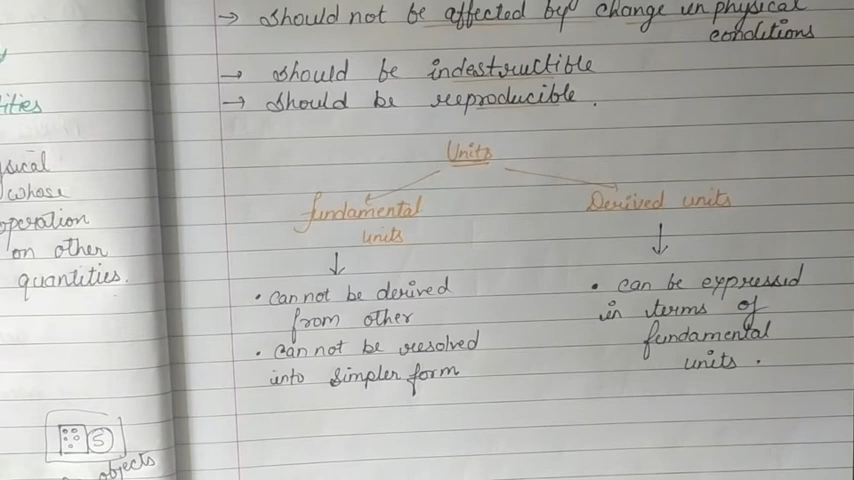 → should not be affected by change in physical
conditions
→ should be indestructible
→ should be reproducible.
Units
fundamental
units
Derived units
• can not be derived
from other
• can not be resolved
into simpler form
• can be expressed
in terms of
fundamental
units.
whose
operation
on other
quantities.
S
objects